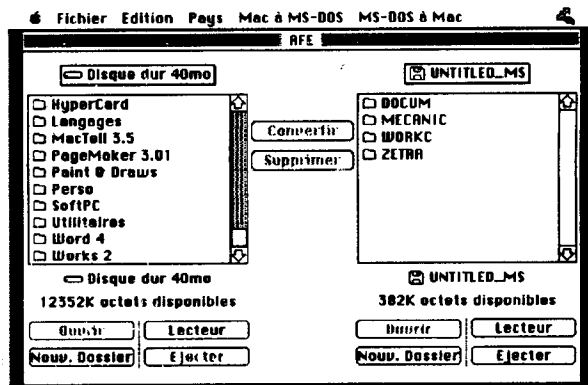 Fichier Edition Pays Mac à MS-DOS MS-DOS à Mac
AFE
Disque dur 40mo
UNTITLED_MS
HyperCard
Langages
MacTell 3.5
PageMaker 3.01
Paint & Draws
Perso
SoftPC
Utilitaires
Word 4
Works 2
Convertir
Supprimer
DOCUM
MECANIC
WORKC
ZETRA
Disque dur 40mo
12352K octets disponibles
UNTITLED_MS
382K octets disponibles
Ouvrir Lecteur
Nouv. Dossier Ejecter
Ouvrir Lecteur
Nouv. Dossier Ejecter